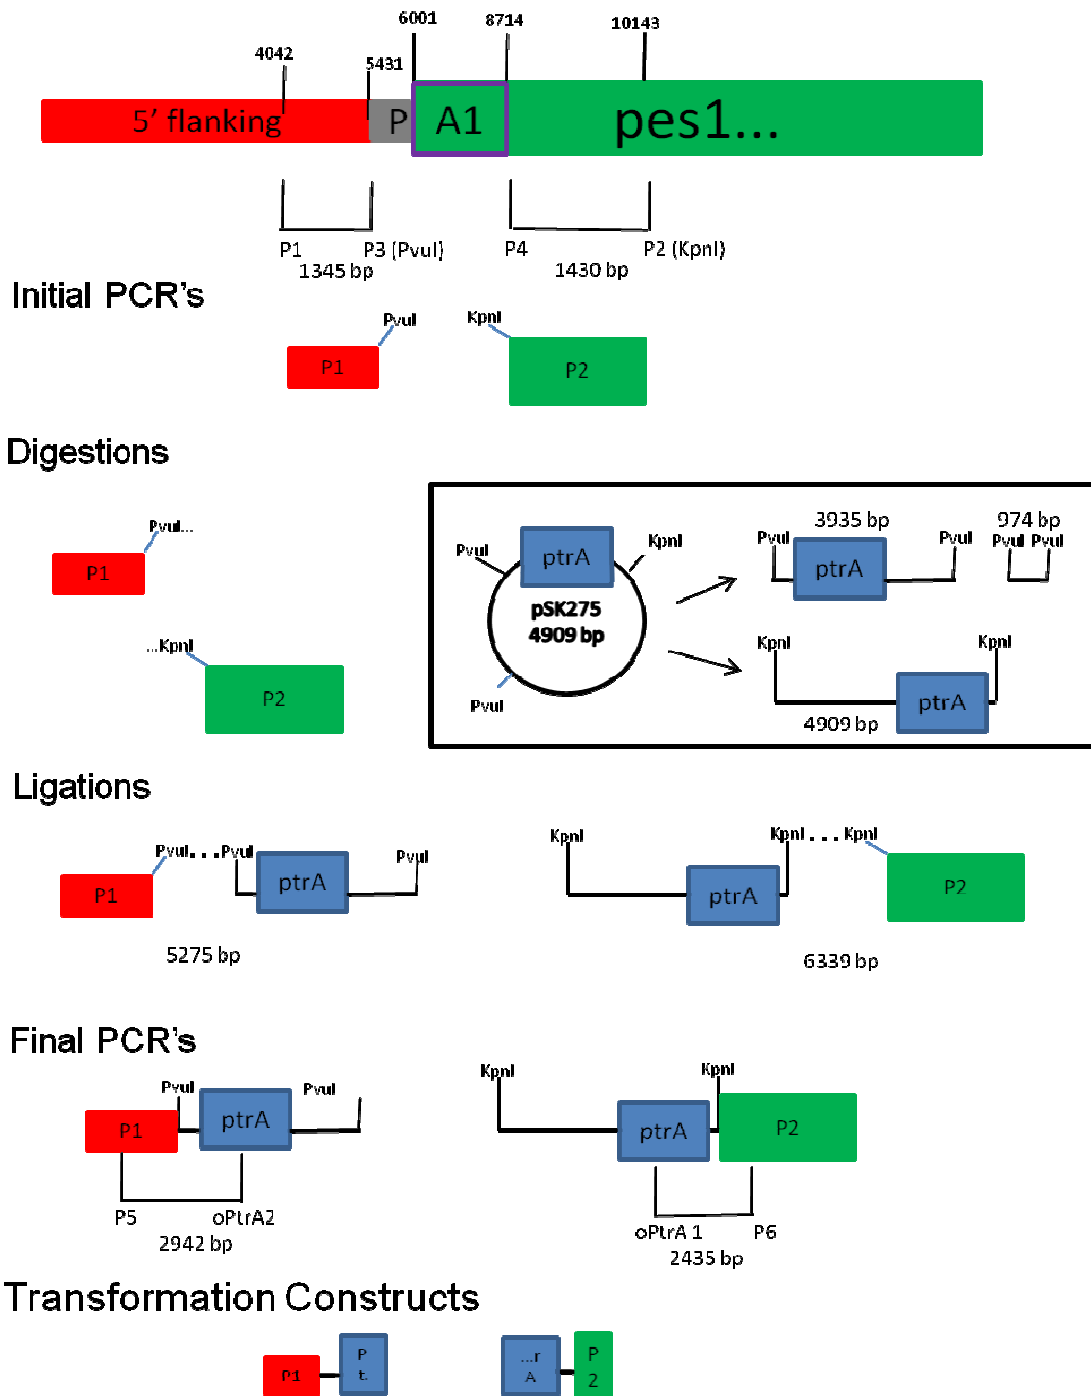 6001 8714 10143
4042 5431
5' flanking P A1 pes1...
P1 P3 (PvuI) P4 P2 (KpnI)
1345 bp 1430 bp
Initial PCR's
PvuI KpnI
P1 P2
Digestions
PvuI...
P1
...KpnI
P2
PvuI ptrA KpnI
pSK275
4909 bp
PvuI
3935 bp 974 bp
PvuI ptrA PvuI PvuI PvuI
KpnI KpnI
ptrA
4909 bp
Ligations
PvuI...PvuI PvuI
P1 ptrA
5275 bp
KpnI KpnI...KpnI
ptrA P2
6339 bp
Final PCR's
PvuI PvuI
P1 ptrA
P5 oPtrA2
2942 bp
KpnI KpnI
ptrA P2
oPtrA 1 P6
2435 bp
Transformation Constructs
P1 P
t.
...r
A
P
2